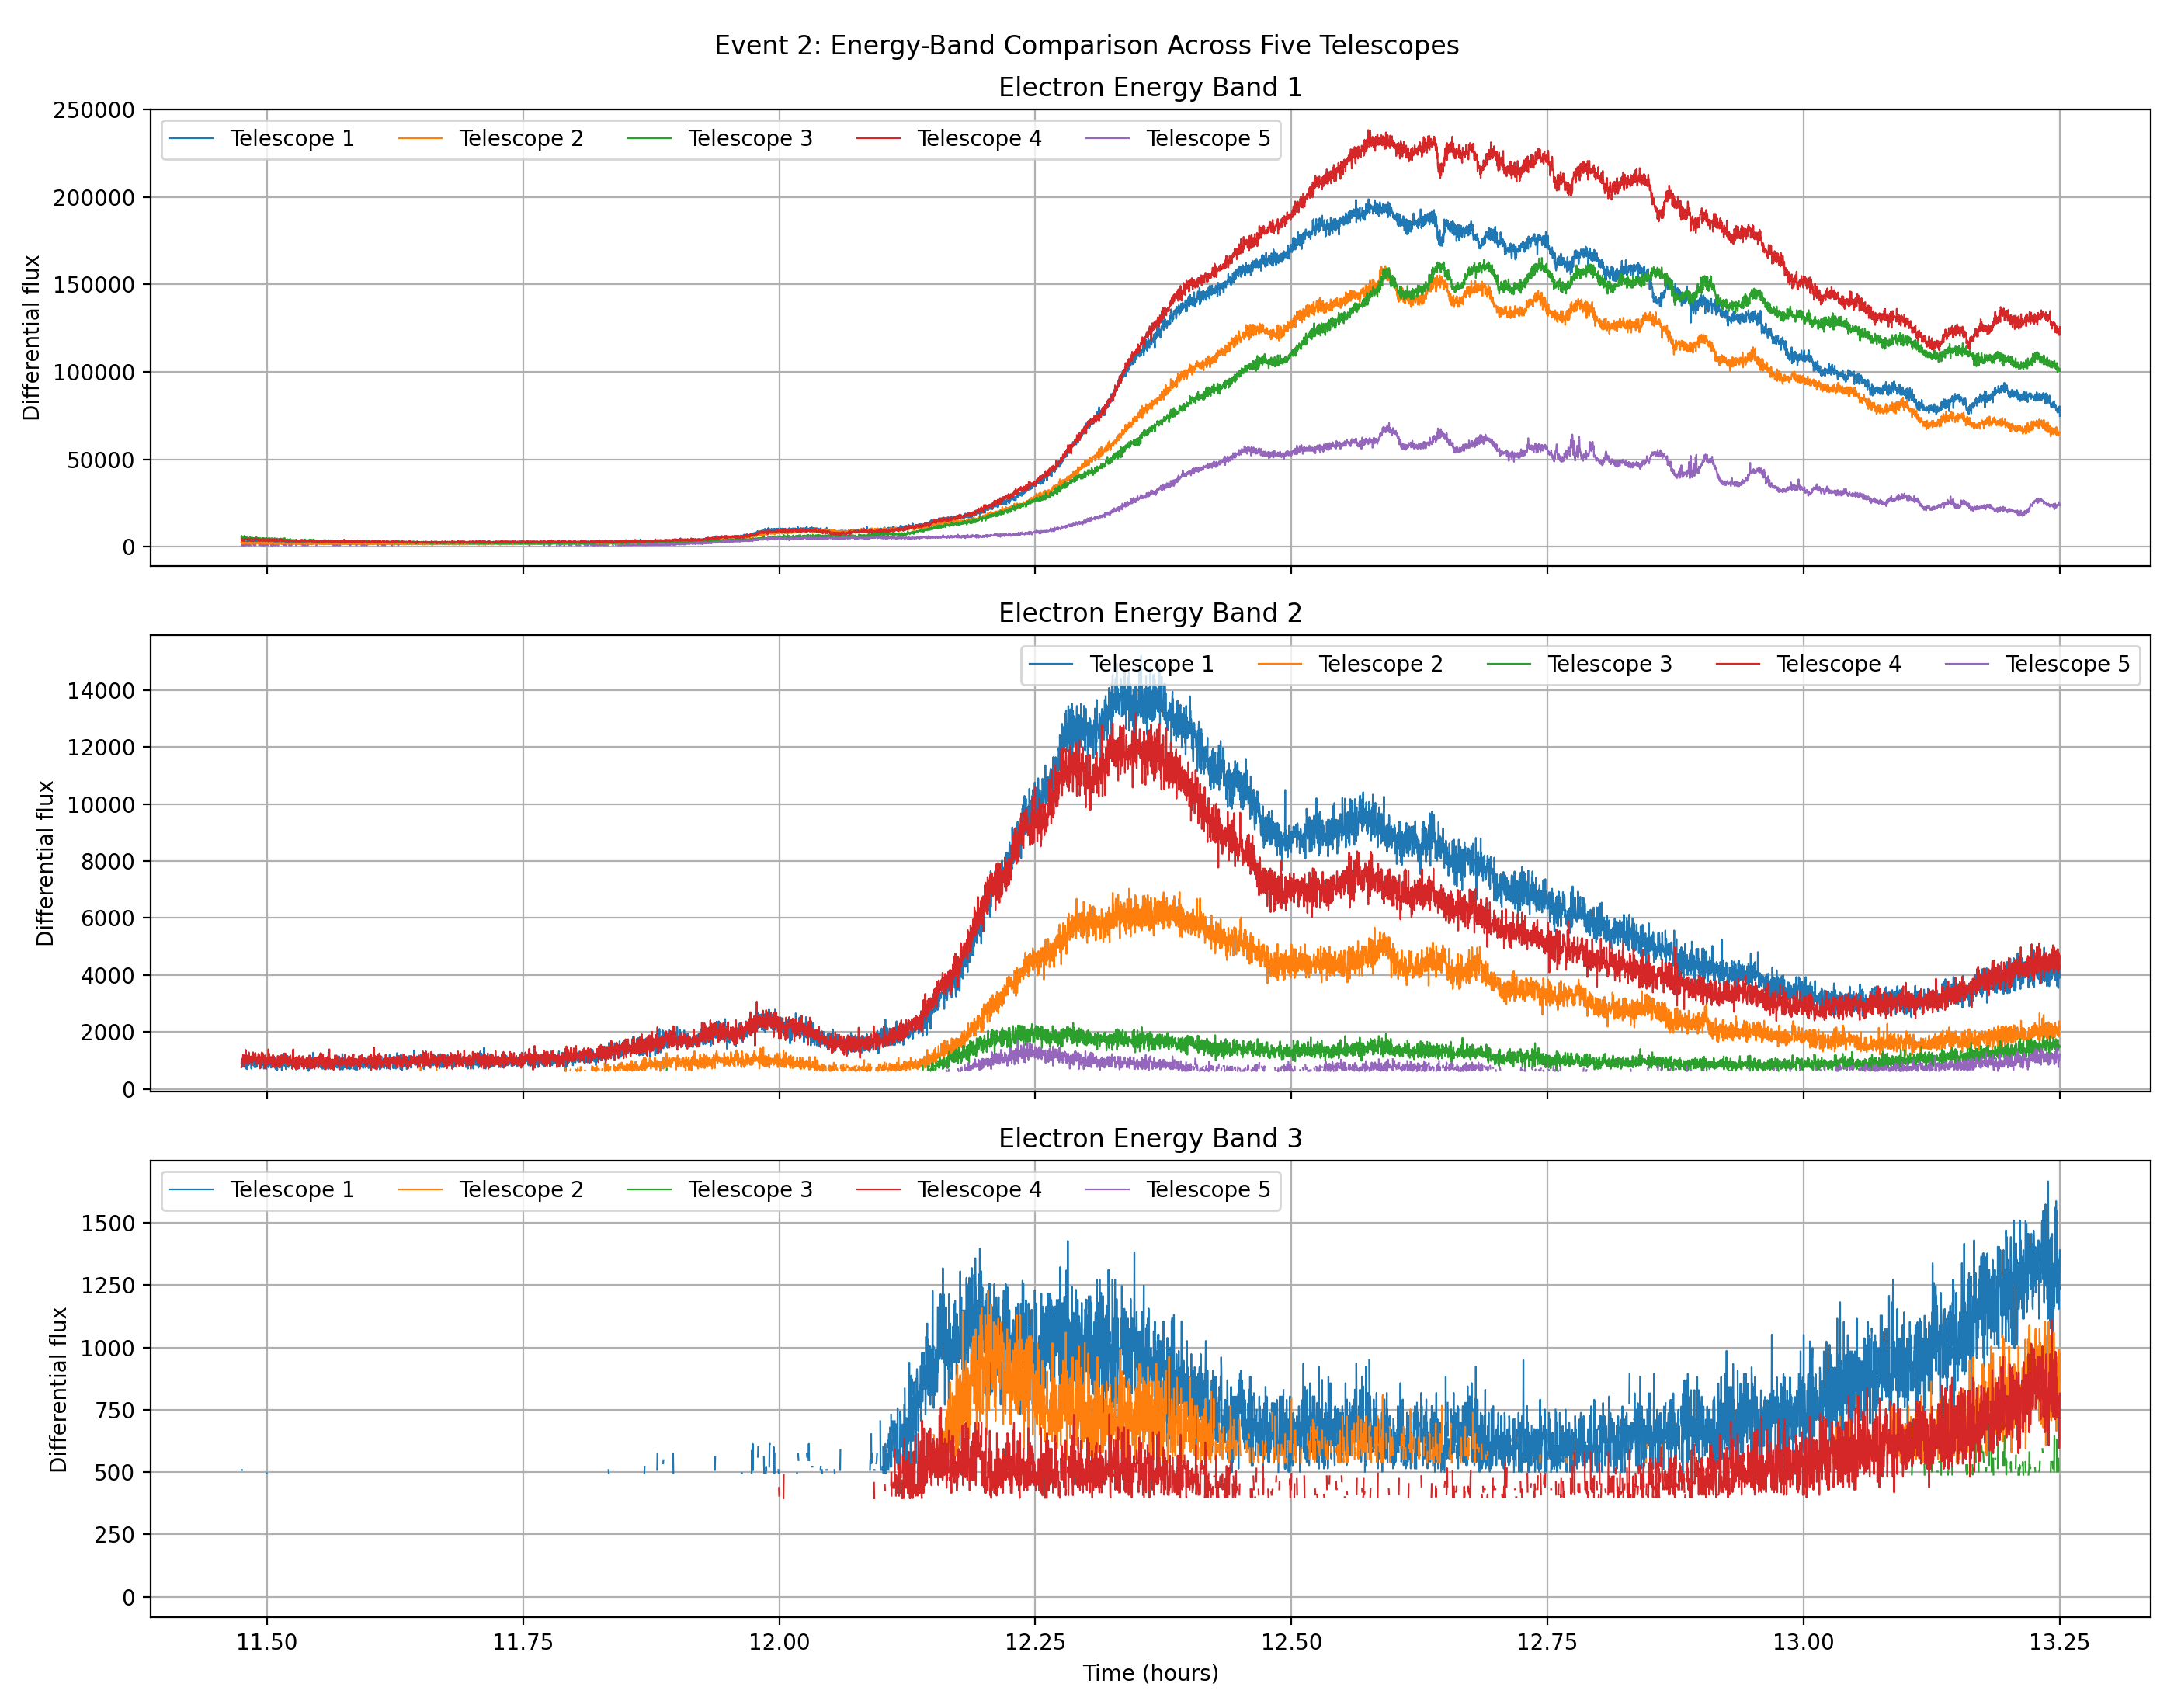 Event 2: Energy-Band Comparison Across Five Telescopes
Electron Energy Band 1
250000
200000
150000
100000
50000
0
Differential flux
Telescope 1 Telescope 2 Telescope 3 Telescope 4 Telescope 5
Electron Energy Band 2
14000
12000
10000
8000
6000
4000
2000
0
Differential flux
Telescope 1 Telescope 2 Telescope 3 Telescope 4 Telescope 5
Electron Energy Band 3
1500
1250
1000
750
500
250
0
Differential flux
Telescope 1 Telescope 2 Telescope 3 Telescope 4 Telescope 5
11.50 11.75 12.00 12.25 12.50 12.75 13.00 13.25
Time (hours)